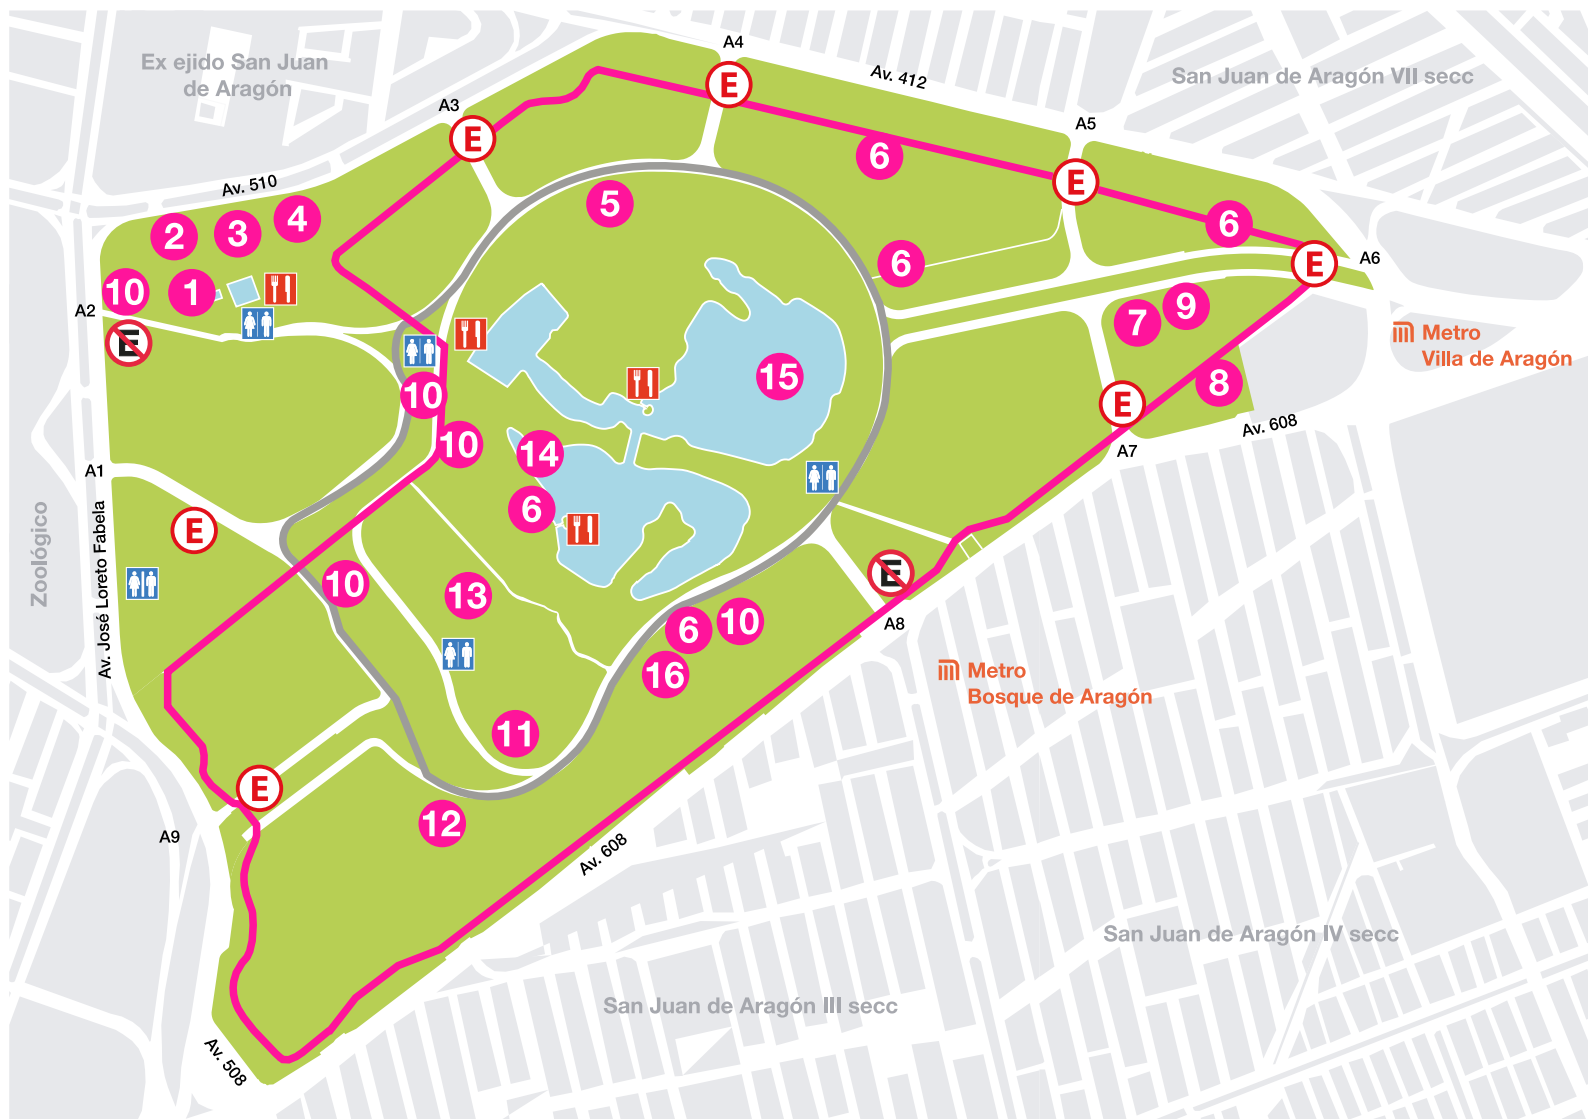 A4
Ex ejido San Juan
de Aragón
Av. 412
San Juan de Aragón VII secc
E
A3
E
A5
6
E
Av. 510
5
4
2
3
6
6
E
A6
10
1
A2
E
7
9
Metro
Villa de Aragón
15
8
10
E
Av. 608
10
14
A7
A1
6
E
Zoológico
Av. José Loreto Fabela
E
10
13
6
10
A8
16
Metro
Bosque de Aragón
11
E
12
A9
Av. 608
San Juan de Aragón IV secc
San Juan de Aragón III secc
Av. 508